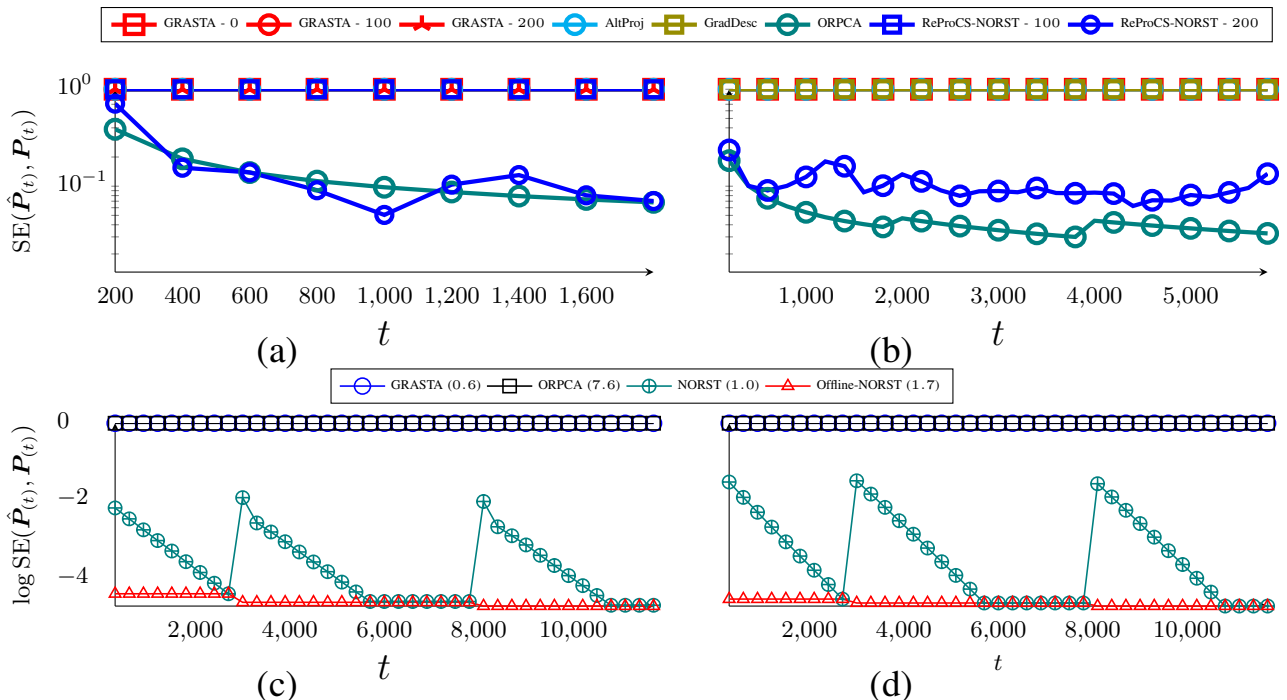 GRASTA - 0 GRASTA - 100 GRASTA - 200 AltProj GradDesc ORPCA ReProCS-NORST - 100 ReProCS-NORST - 200
10^0
10^{-1}
SE(\hat{P}_{(t)}, P_{(t)})
200 400 600 800 1,000 1,200 1,400 1,600
t
(a)
1,000 2,000 3,000 4,000 5,000
t
(b)
GRASTA (0.6) ORPCA (7.6) NORST (1.0) Offline-NORST (1.7)
0
−2
−4
log SE(\hat{P}_{(t)}, P_{(t)})
2,000 4,000 6,000 8,000 10,000
t
(c)
2,000 4,000 6,000 8,000 10,000
t
(d)